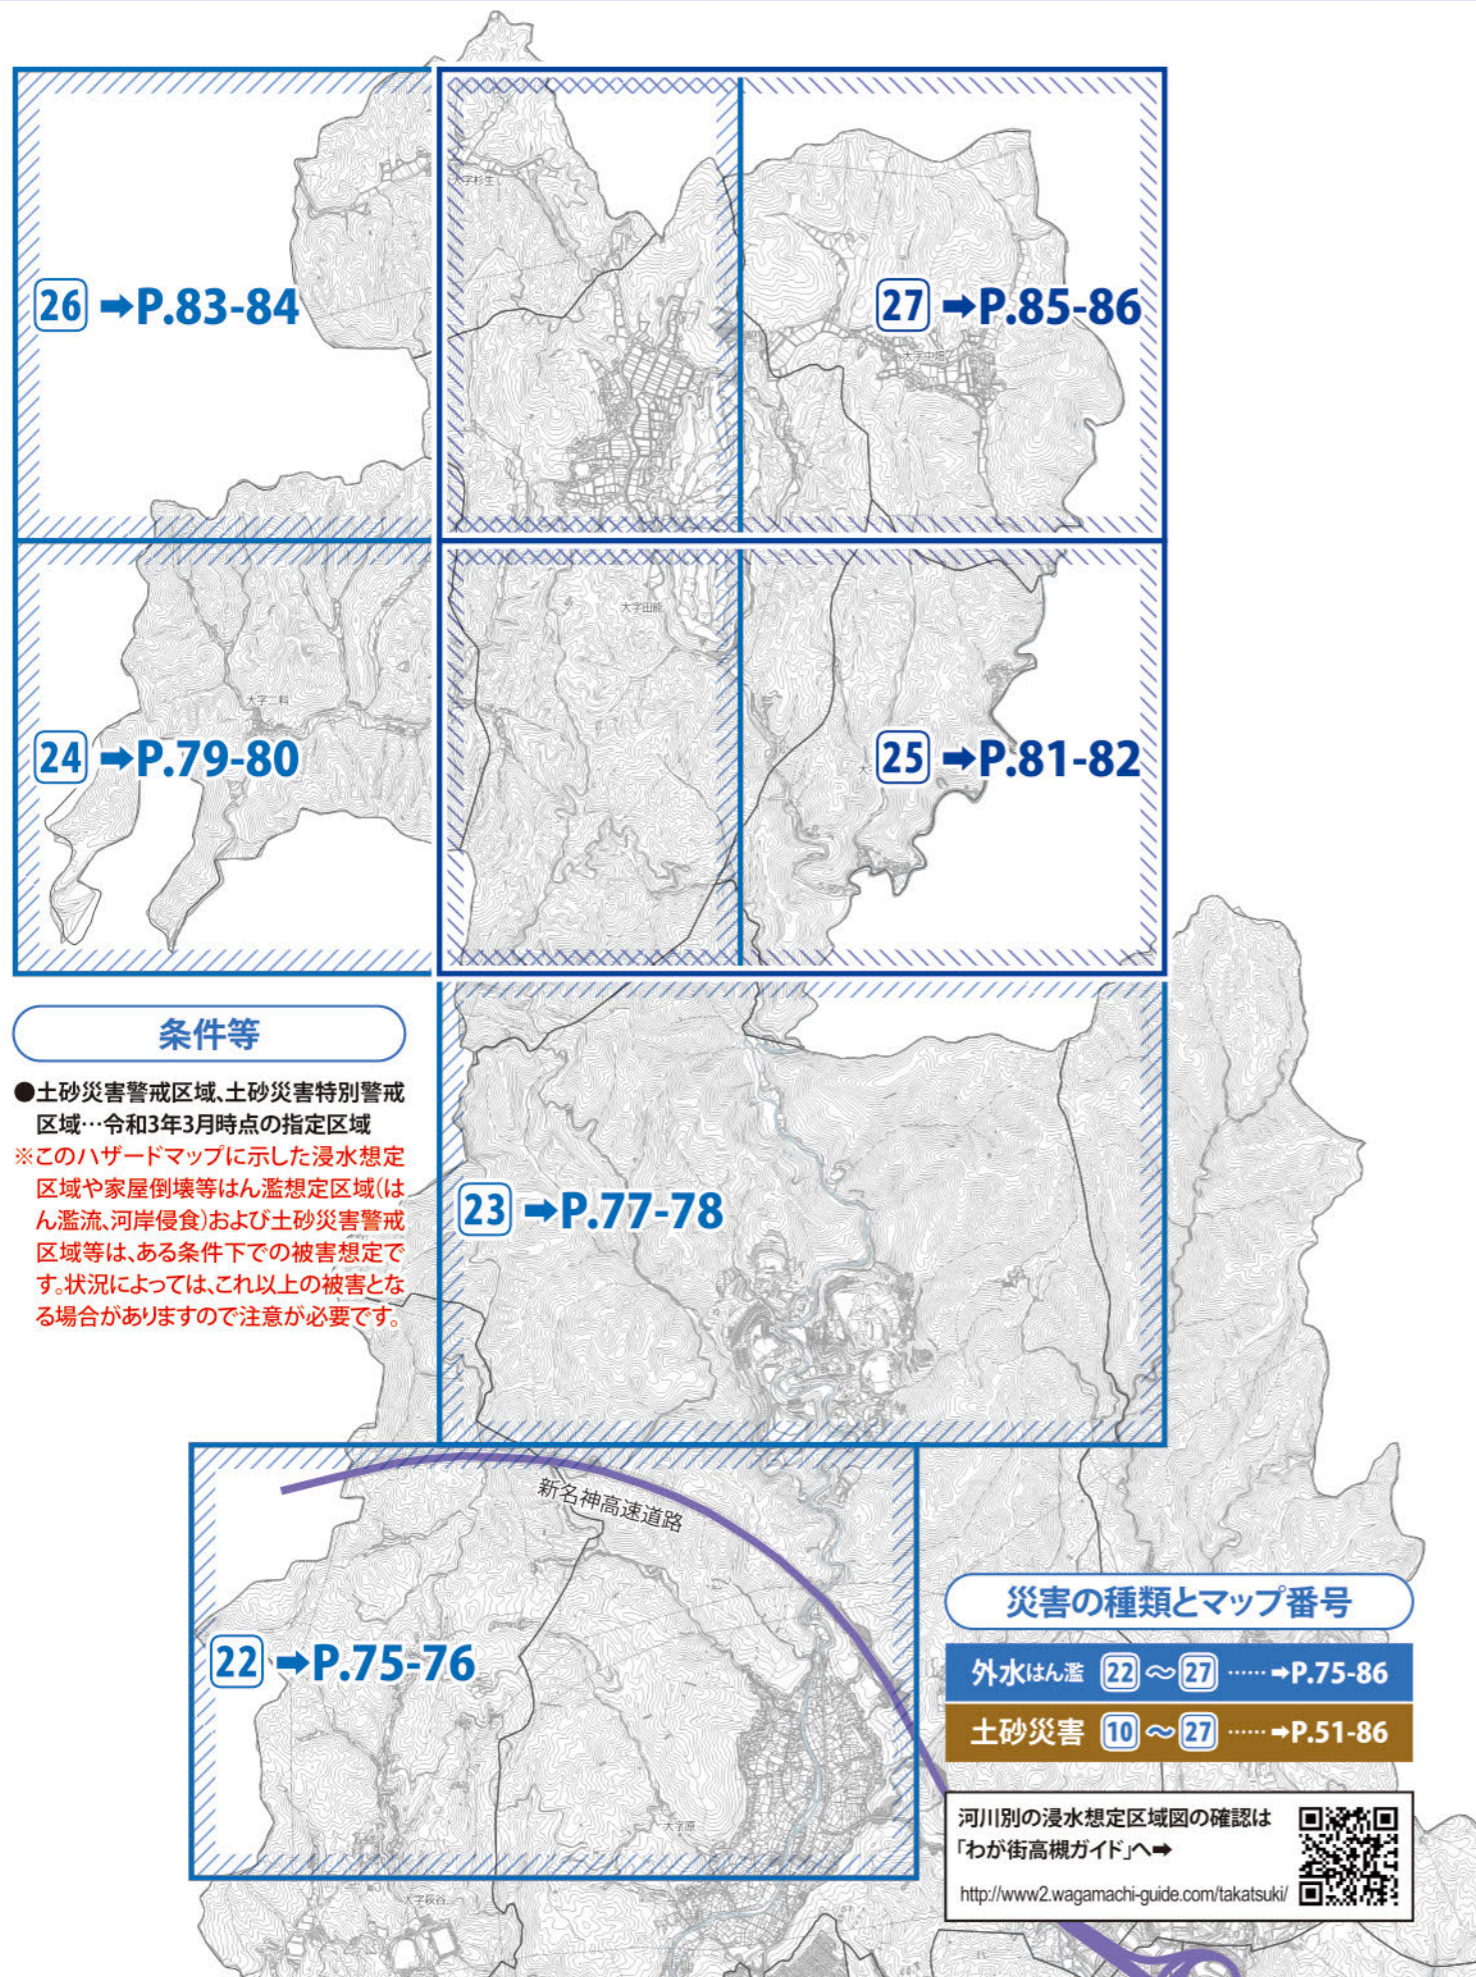 大字杉生
26 ➡P.83-84
27 ➡P.85-86
大字中畑
大字田能
大字二料
24 ➡P.79-80
25 ➡P.81-82
条件等
●土砂災害警戒区域、土砂災害特別警戒
区域…令和3年3月時点の指定区域
※このハザードマップに示した浸水想定
区域や家屋倒壊等はん濫想定区域(は
ん濫流、河岸侵食)および土砂災害警戒
区域等は、ある条件下での被害想定で
す。状況によっては、これ以上の被害とな
る場合がありますので注意が必要です。
23 ➡P.77-78
新名神高速道路
22 ➡P.75-76
大字原
大字萩谷
災害の種類とマップ番号
外水はん濫 22 〜 27 ⋯⋯ ➡P.75-86
土砂災害 10 〜 27 ⋯⋯ ➡P.51-86
河川別の浸水想定区域図の確認は
「わが街高槻ガイド」へ➡
http://www2.wagamachi-guide.com/takatsuki/